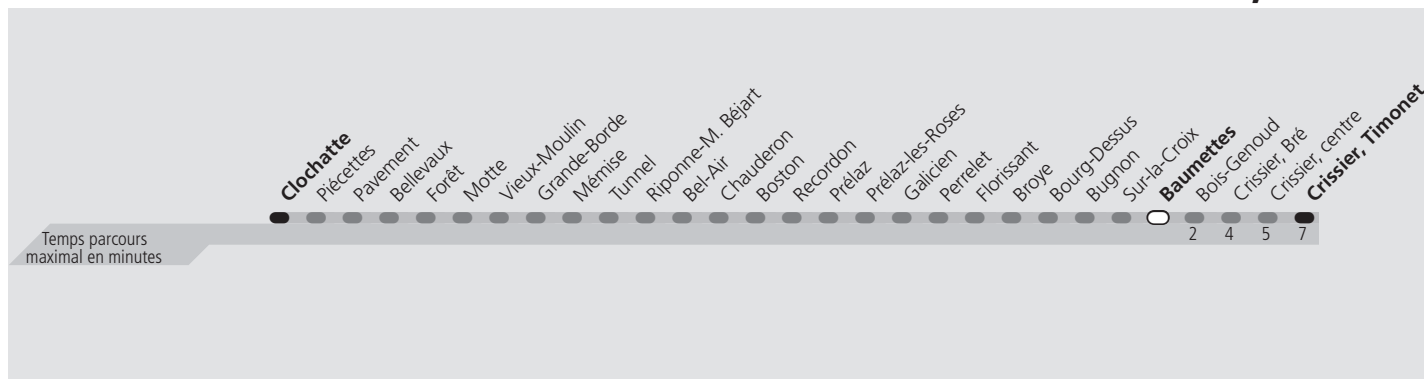 Clochatte
Piécettes
Pavement
Bellevaux
Forêt
Motte
Vieux-Moulin
Grande-Borde
Mémise
Tunnel
Riponne-M. Béjart
Bel-Air
Chauderon
Boston
Recordon
Prélaz
Prélaz-les-Roses
Galicien
Perrelet
Florissant
Broye
Bourg-Dessus
Bugnon
Sur-la-Croix
Baumettes
Bois-Genoud
Crissier, Bré
Crissier, centre
Crissier, Timonet
Temps parcours
maximal en minutes
2 4 5 7